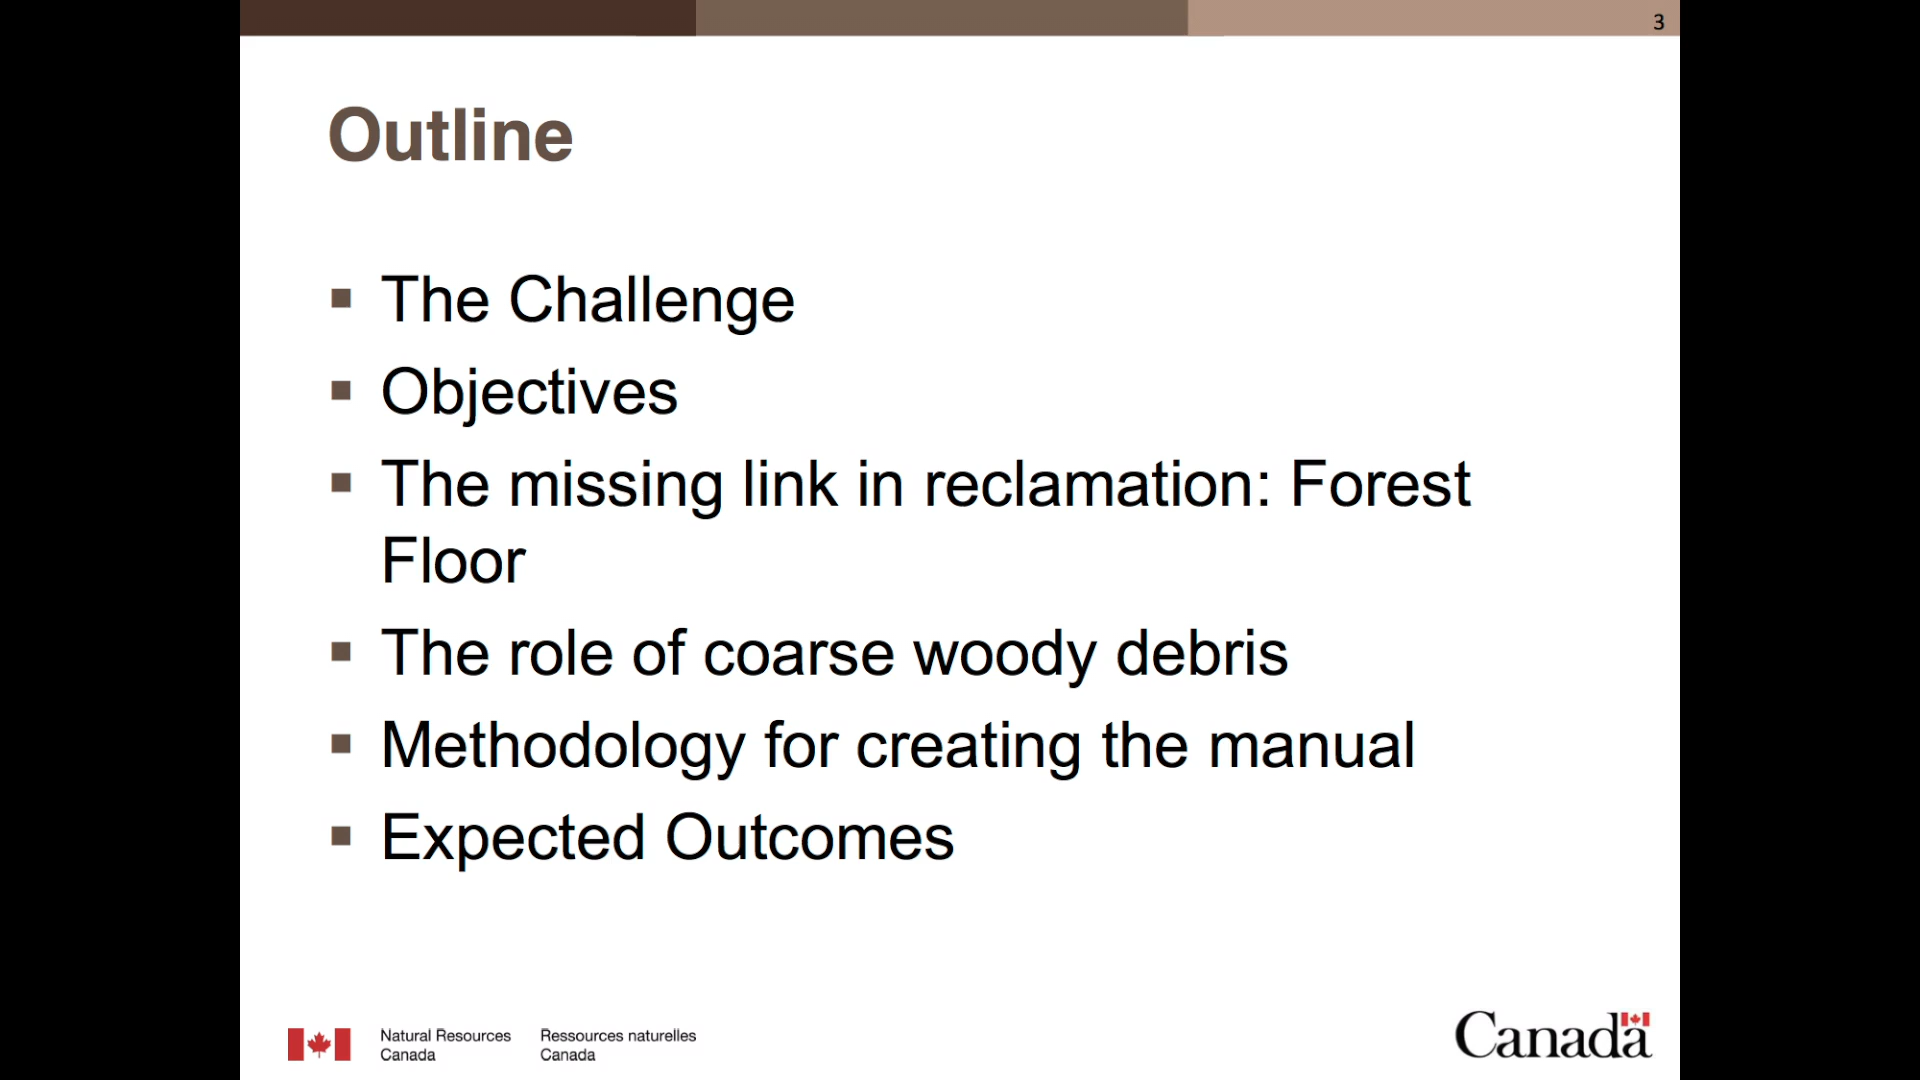 3
Outline
▪ The Challenge
▪ Objectives
▪ The missing link in reclamation: Forest
Floor
▪ The role of coarse woody debris
▪ Methodology for creating the manual
▪ Expected Outcomes
Natural Resources
Canada
Ressources naturelles
Canada
Canada